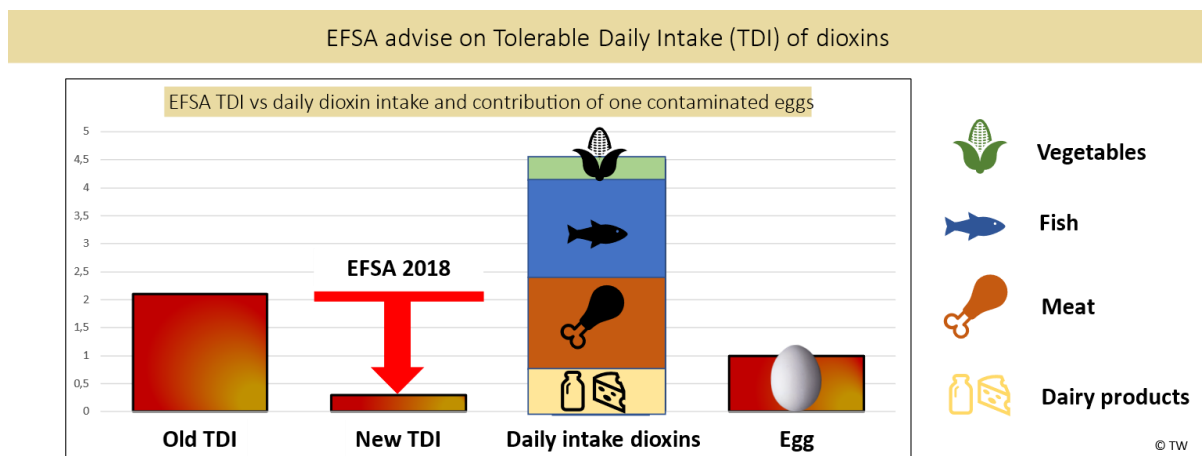 EFSA advise on Tolerable Daily Intake (TDI) of dioxins
EFSA TDI vs daily dioxin intake and contribution of one contaminated eggs
5
4,5
4
3,5
3
2,5
2
1,5
1
0,5
0
EFSA 2018
Old TDI
New TDI
Daily intake dioxins
Egg
Vegetables
Fish
Meat
Dairy products
© TW